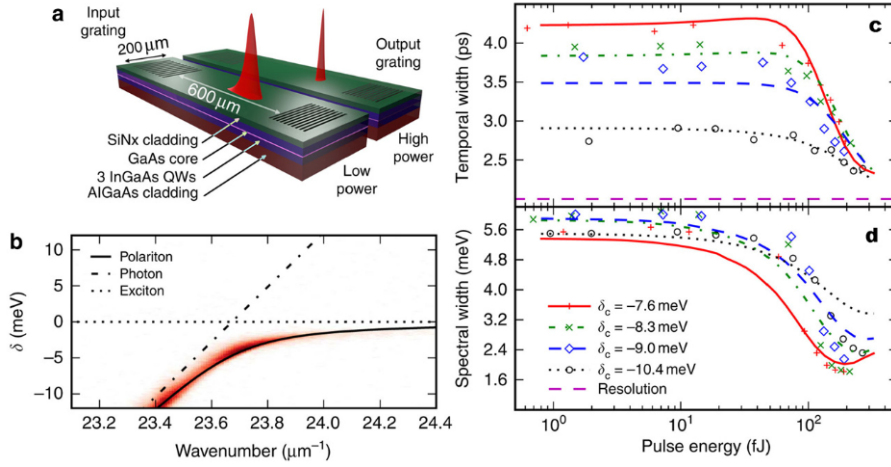 a
Input
grating
200 μm
600 μm
Output
grating
SiNx cladding
GaAs core
3 InGaAs QWs
AlGaAs cladding
Low
power
High
power
b
10
5
0
−5
−10
δ (meV)
Polariton
Photon
Exciton
23.2 23.4 23.6 23.8 24.0 24.2 24.4
Wavenumber (μm⁻¹)
c
4.0
3.5
3.0
2.5
2.0
Temporal width (ps)
d
5.6
4.8
4.0
3.2
2.4
1.6
Spectral width (meV)
δc = −7.6 meV
δc = −8.3 meV
δc = −9.0 meV
δc = −10.4 meV
Resolution
10⁰ 10¹ 10²
Pulse energy (fJ)